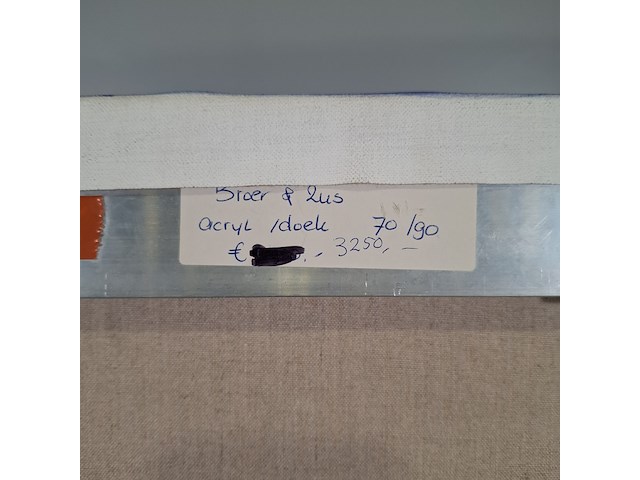 Broer & Zus
acryl /doek 70/90
€ ,- 3250,-